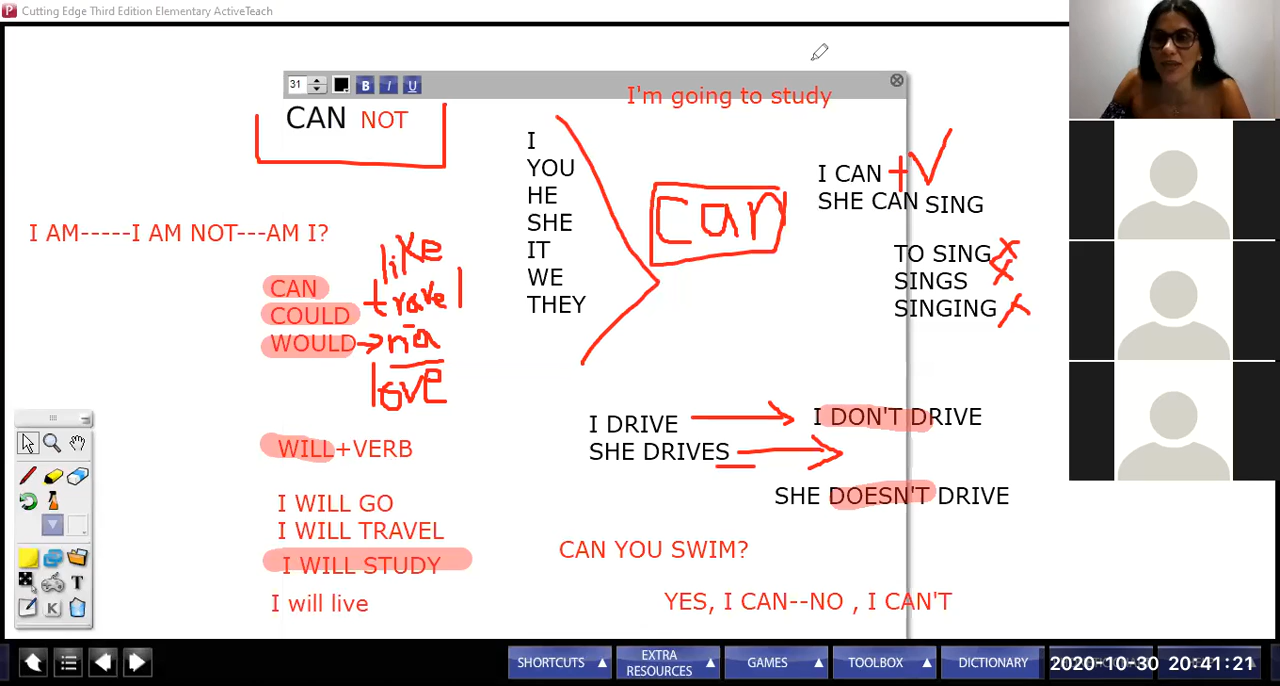 Cutting Edge Third Edition Elementary ActiveTeach
31 B I U
I'm going to study
CAN NOT
I
YOU
HE
SHE
IT
WE
THEY
can
I CAN + V
SHE CAN SING
TO SING x
SINGS x
SINGING x
I AM-----I AM NOT---AM I?
CAN
COULD
WOULD
like
travel
love
I DRIVE
SHE DRIVES
I DON'T DRIVE
SHE DOESN'T DRIVE
WILL+VERB
I WILL GO
I WILL TRAVEL
I WILL STUDY
I will live
CAN YOU SWIM?
YES, I CAN--NO , I CAN'T
T
K
SHORTCUTS
EXTRA RESOURCES
GAMES
TOOLBOX
DICTIONARY
2020-10-30 20:41:21